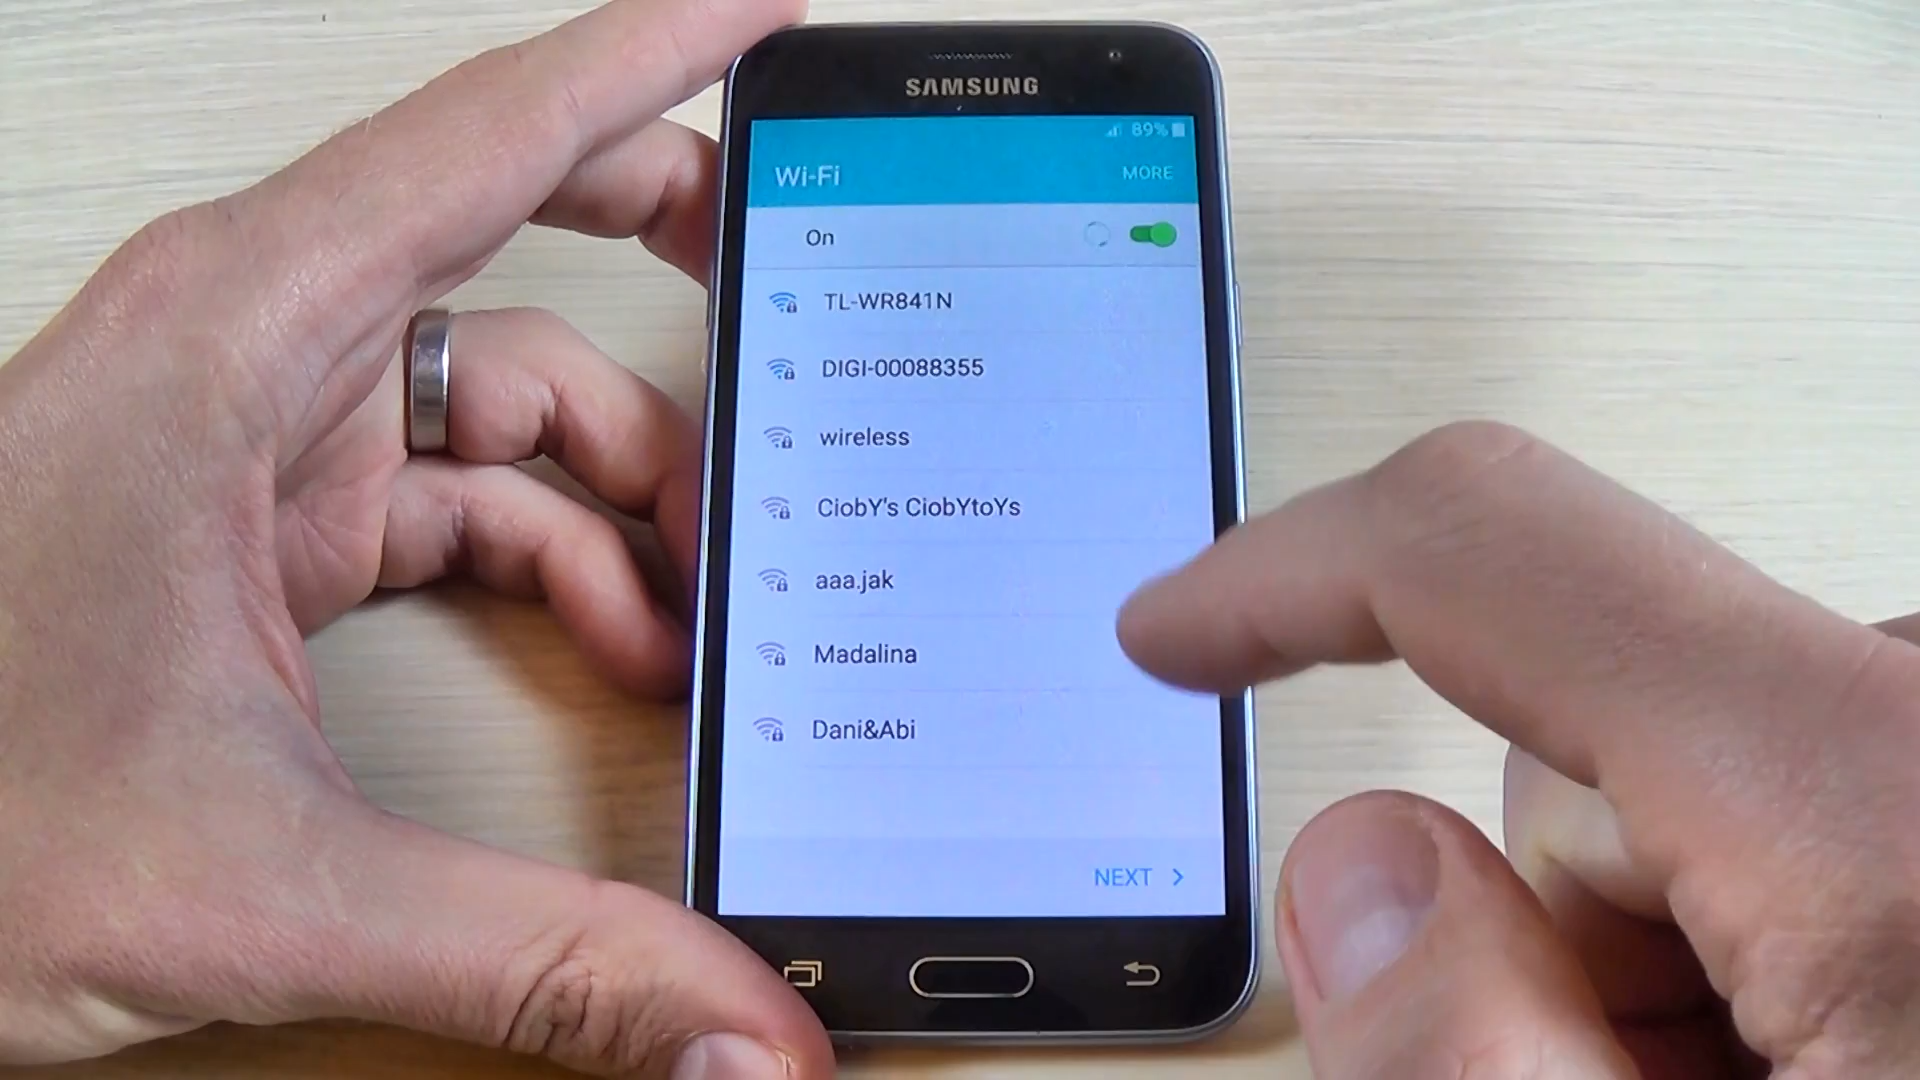 SAMSUNG
89%
Wi-Fi
MORE
On
TL-WR841N
DIGI-00088355
wireless
CiobY's CiobYtoYs
aaa.jak
Madalina
Dani&Abi
NEXT >